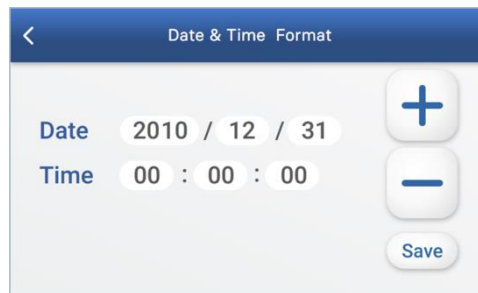 Date & Time Format
Date 2010 / 12 / 31
Time 00 : 00 : 00
Save